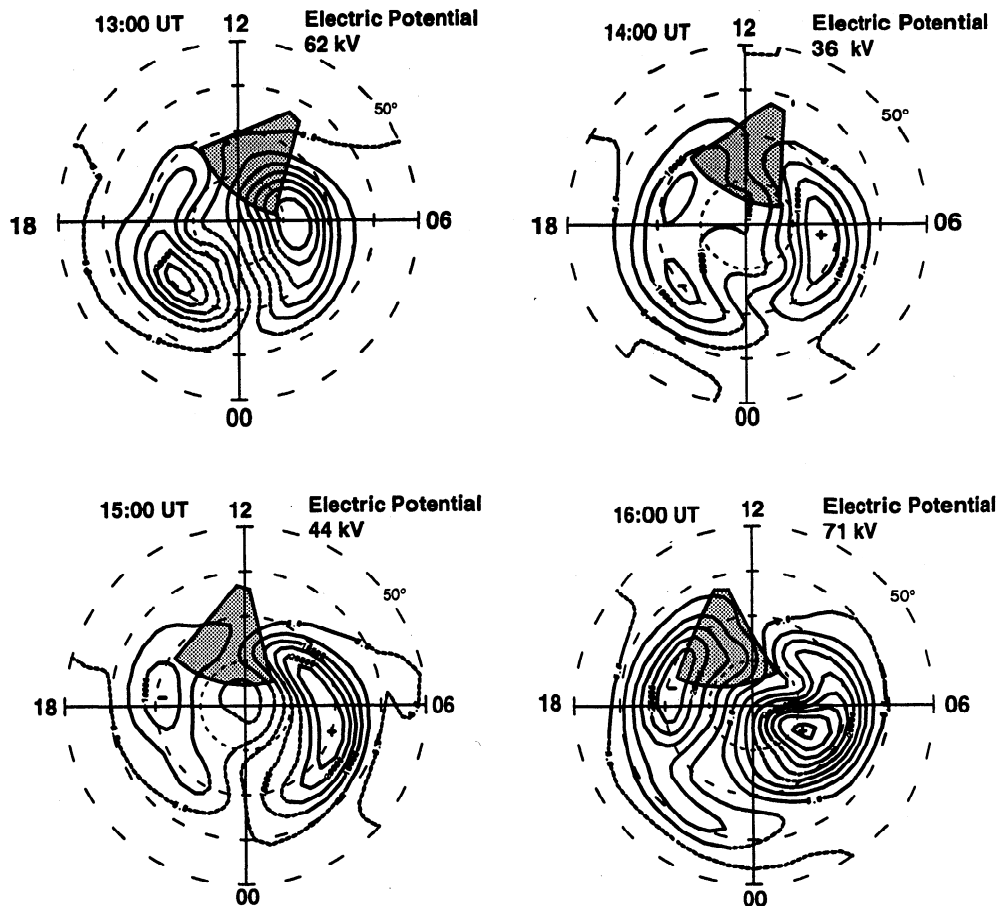 13:00 UT
12
Electric Potential
62 kV
50°
18
06
00
14:00 UT
12
Electric Potential
36 kV
50°
18
06
+
00
15:00 UT
12
Electric Potential
44 kV
50°
18
-
06
+
00
16:00 UT
12
Electric Potential
71 kV
50°
18
-
06
+
00